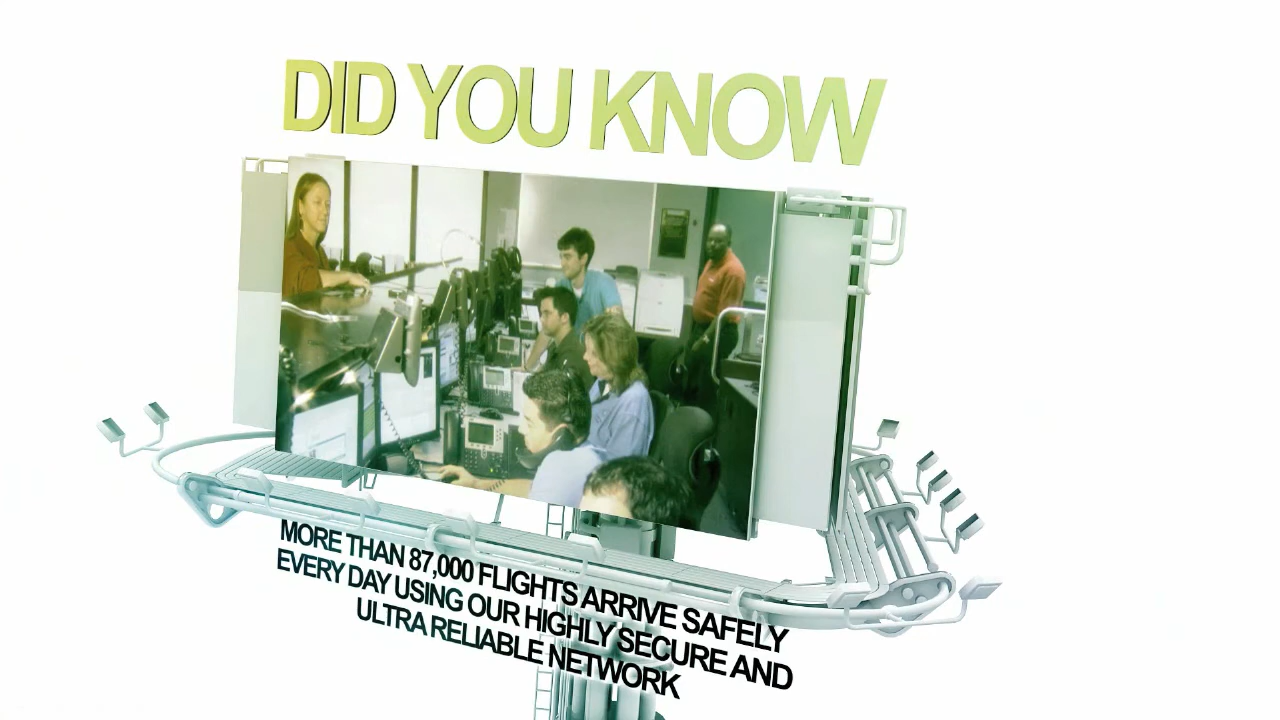 DID YOU KNOW
MORE THAN 87,000 FLIGHTS ARRIVE SAFELY
EVERY DAY USING OUR HIGHLY SECURE AND
ULTRA RELIABLE NETWORK